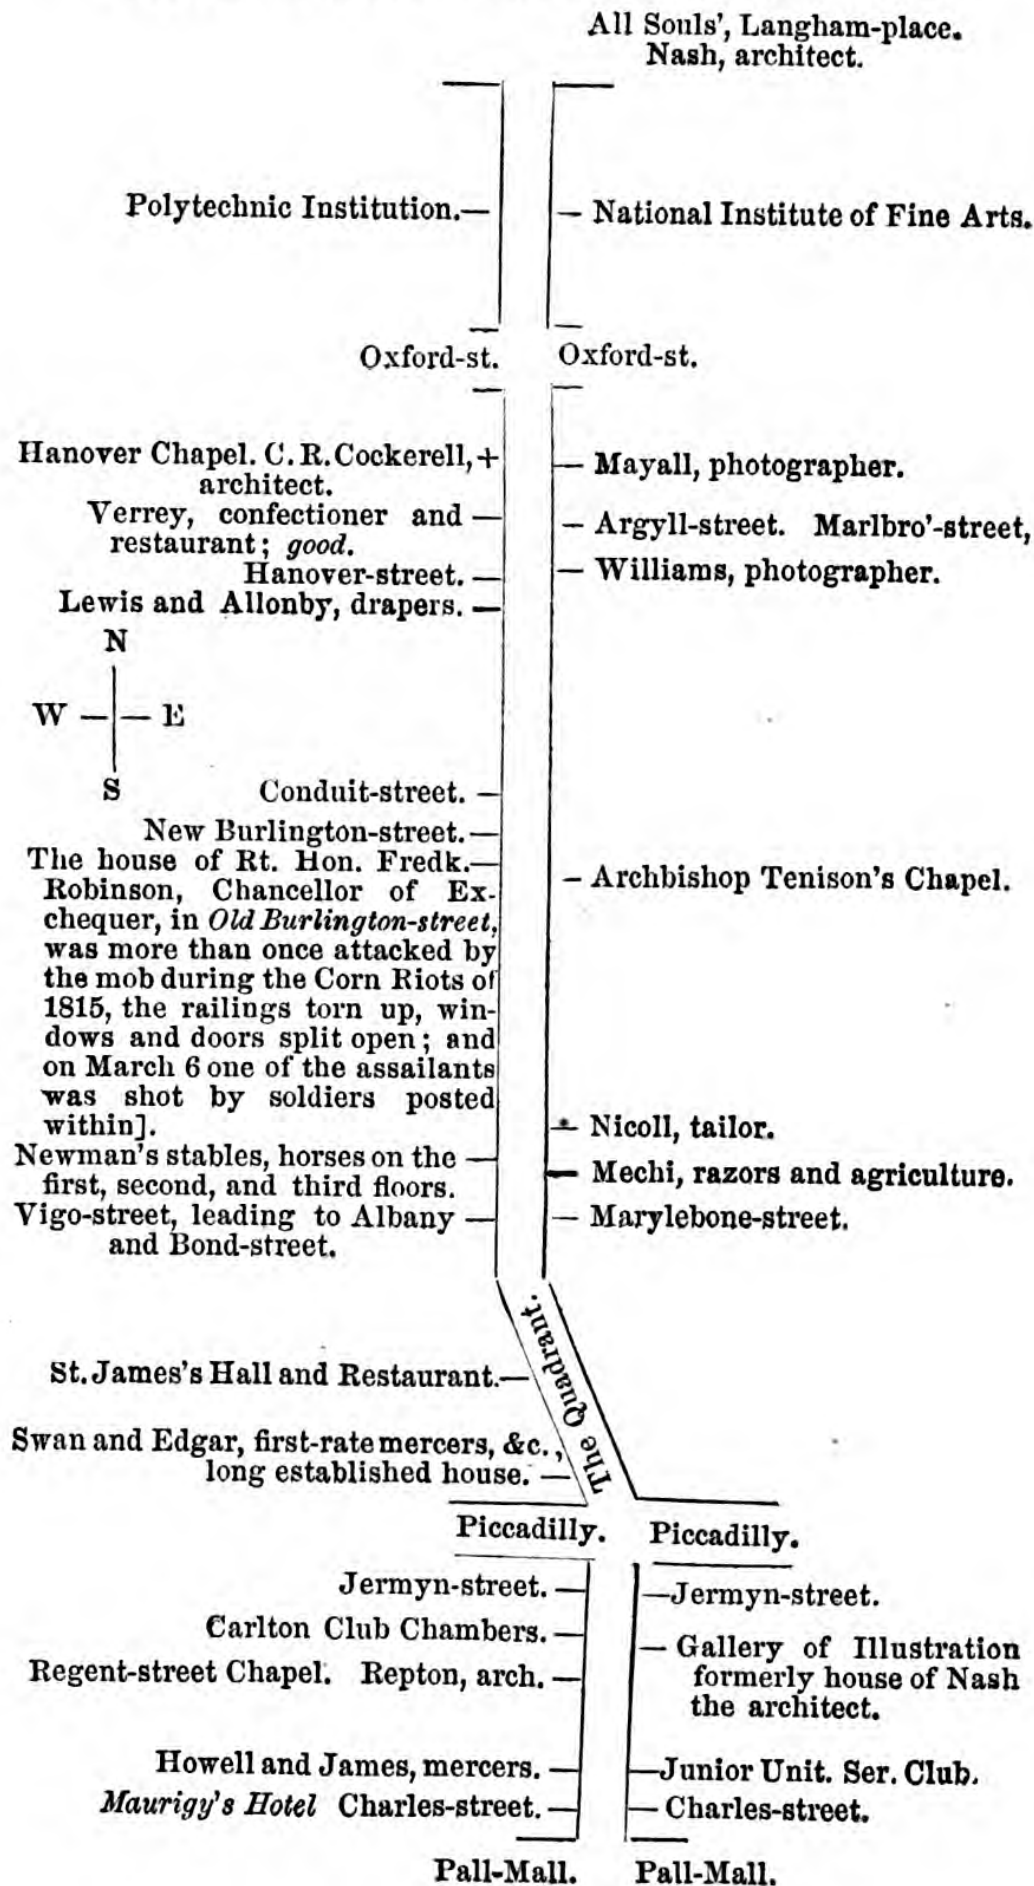 All Souls', Langham-place.
Nash, architect.
Polytechnic Institution.—
— National Institute of Fine Arts.
Oxford-st.
Oxford-st.
Hanover Chapel. C. R. Cockerell, +
architect.
— Mayall, photographer.
Verrey, confectioner and —
restaurant; good.
— Argyll-street. Marlbro'-street,
Hanover-street. —
— Williams, photographer.
Lewis and Allonby, drapers. —
N
W — — E
S
Conduit-street. —
New Burlington-street. —
The house of Rt. Hon. Fredk.—
Robinson, Chancellor of Ex-
chequer, in Old Burlington-street,
was more than once attacked by
the mob during the Corn Riots of
1815, the railings torn up, win-
dows and doors split open; and
on March 6 one of the assailants
was shot by soldiers posted
within].
— Archbishop Tenison's Chapel.
— Nicoll, tailor.
Newman's stables, horses on the —
first, second, and third floors.
— Mechi, razors and agriculture.
Vigo-street, leading to Albany —
and Bond-street.
— Marylebone-street.
The Quadrant.
St. James's Hall and Restaurant.—
Swan and Edgar, first-rate mercers, &c.,
long established house. —
Piccadilly.
Piccadilly.
Jermyn-street. —
—Jermyn-street.
Carlton Club Chambers. —
— Gallery of Illustration
formerly house of Nash
the architect.
Regent-street Chapel. Repton, arch. —
Howell and James, mercers. —
—Junior Unit. Ser. Club.
Maurigy's Hotel Charles-street. —
— Charles-street.
Pall-Mall.
Pall-Mall.